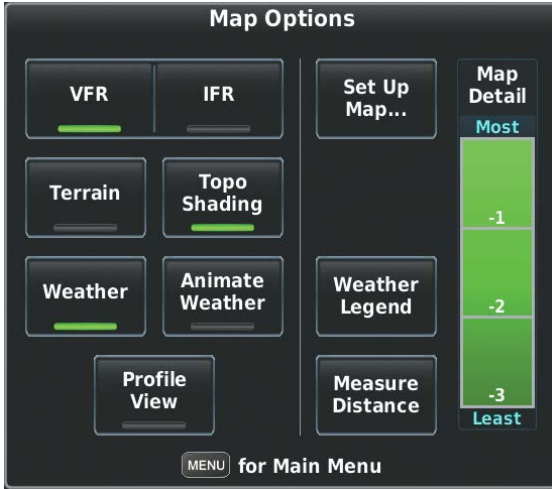 Map Options
VFR
IFR
Set Up
Map...
Map
Detail
Most
Terrain
Topo
Shading
-1
Weather
Animate
Weather
Weather
Legend
-2
Profile
View
Measure
Distance
-3
Least
MENU for Main Menu